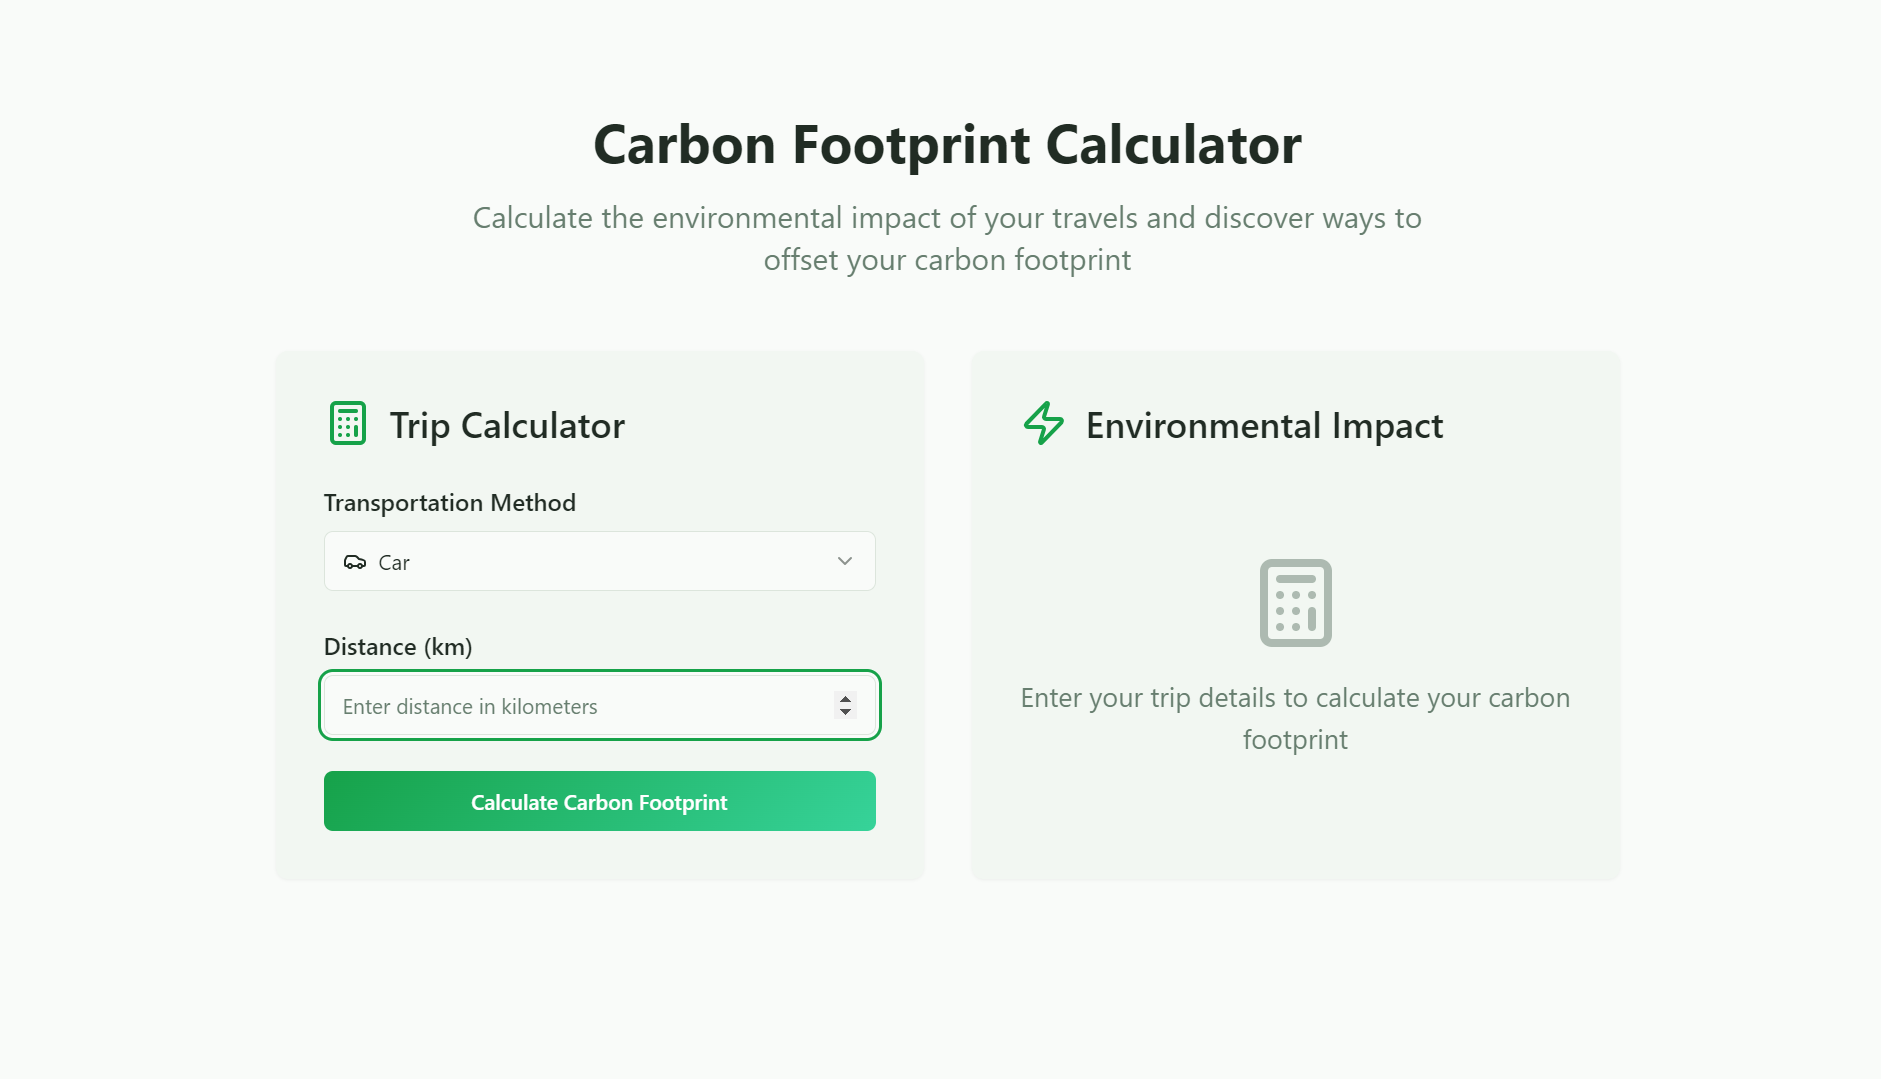 Carbon Footprint Calculator
Calculate the environmental impact of your travels and discover ways to
offset your carbon footprint
Trip Calculator
Transportation Method
Car
Distance (km)
Enter distance in kilometers
Calculate Carbon Footprint
Environmental Impact
Enter your trip details to calculate your carbon
footprint